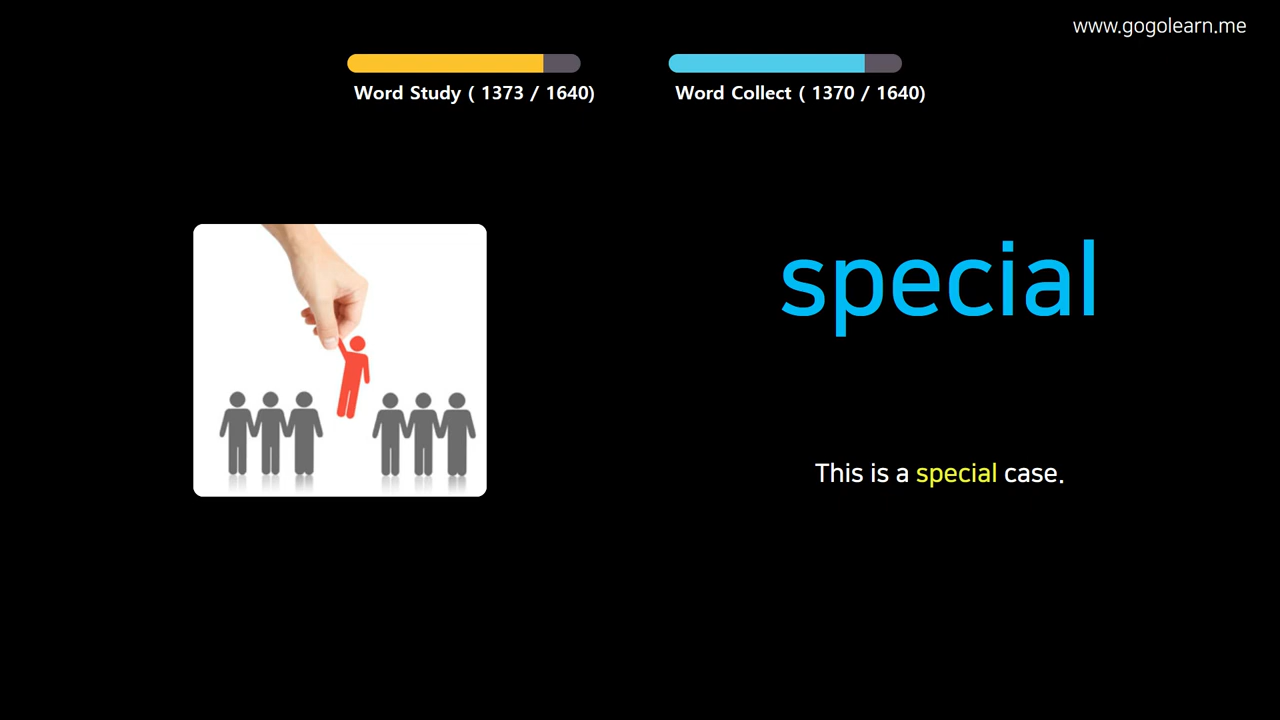 www.gogolearn.me
Word Study ( 1373 / 1640)
Word Collect ( 1370 / 1640)
special
This is a special case.